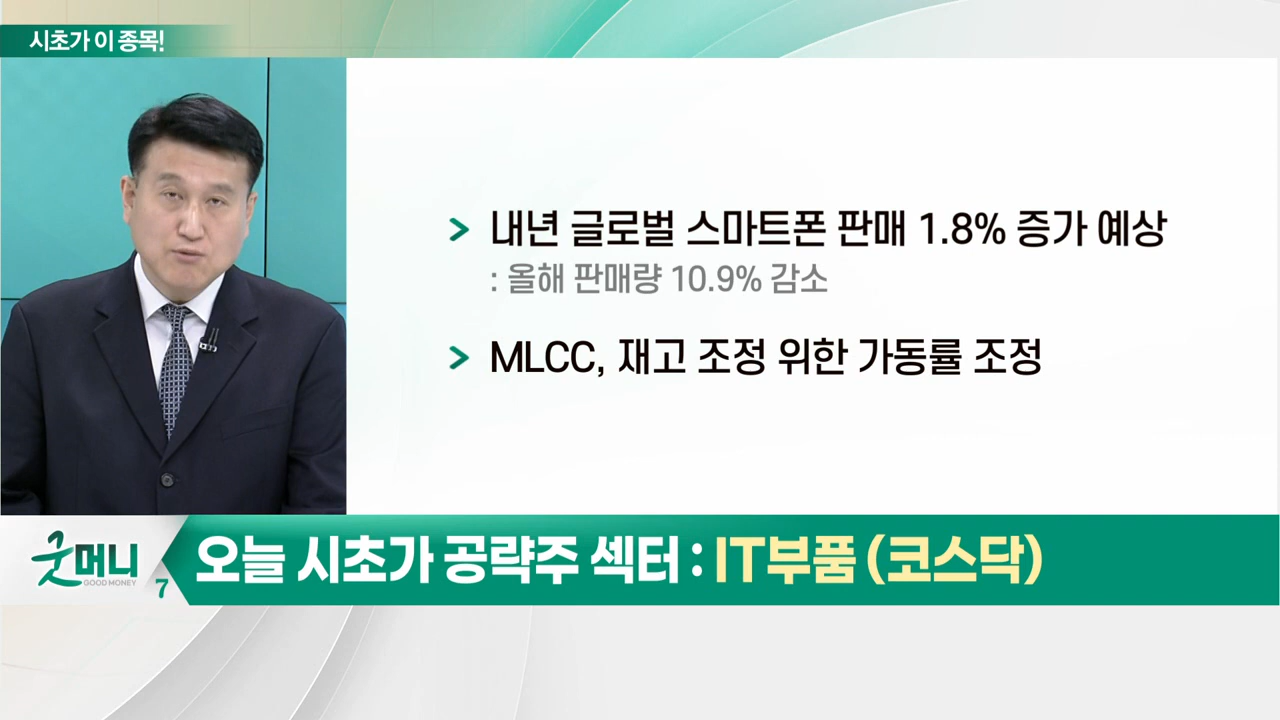 시초가 이 종목!
> 내년 글로벌 스마트폰 판매 1.8% 증가 예상
: 올해 판매량 10.9% 감소
> MLCC, 재고 조정 위한 가동률 조정
굿머니
GOOD MONEY
7
오늘 시초가 공략주 섹터 : IT부품 (코스닥)